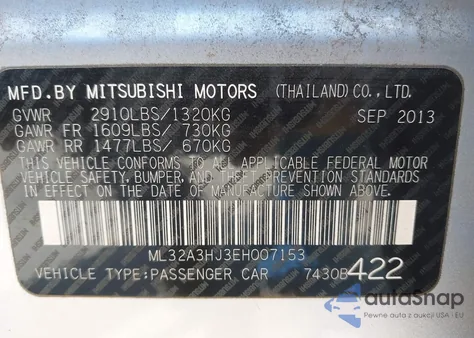 MFD.BY MITSUBISHI MOTORS (THAILAND) CO., LTD.
GVWR 2910LBS/1320KG SEP 2013
GAWR FR 1609LBS/ 730KG
GAWR RR 1477LBS/ 670KG
THIS VEHICLE CONFORMS TO ALL APPLICABLE FEDERAL MOTOR
VEHICLE SAFETY, BUMPER, AND THEFT PREVENTION STANDARDS
IN EFFECT ON THE DATE OF MANUFACTURE SHOWN ABOVE.
ML32A3HJ3EH007153
VEHICLE TYPE:PASSENGER CAR 7430B422
autoSnap
Pewne auta z aukcji USA i EU